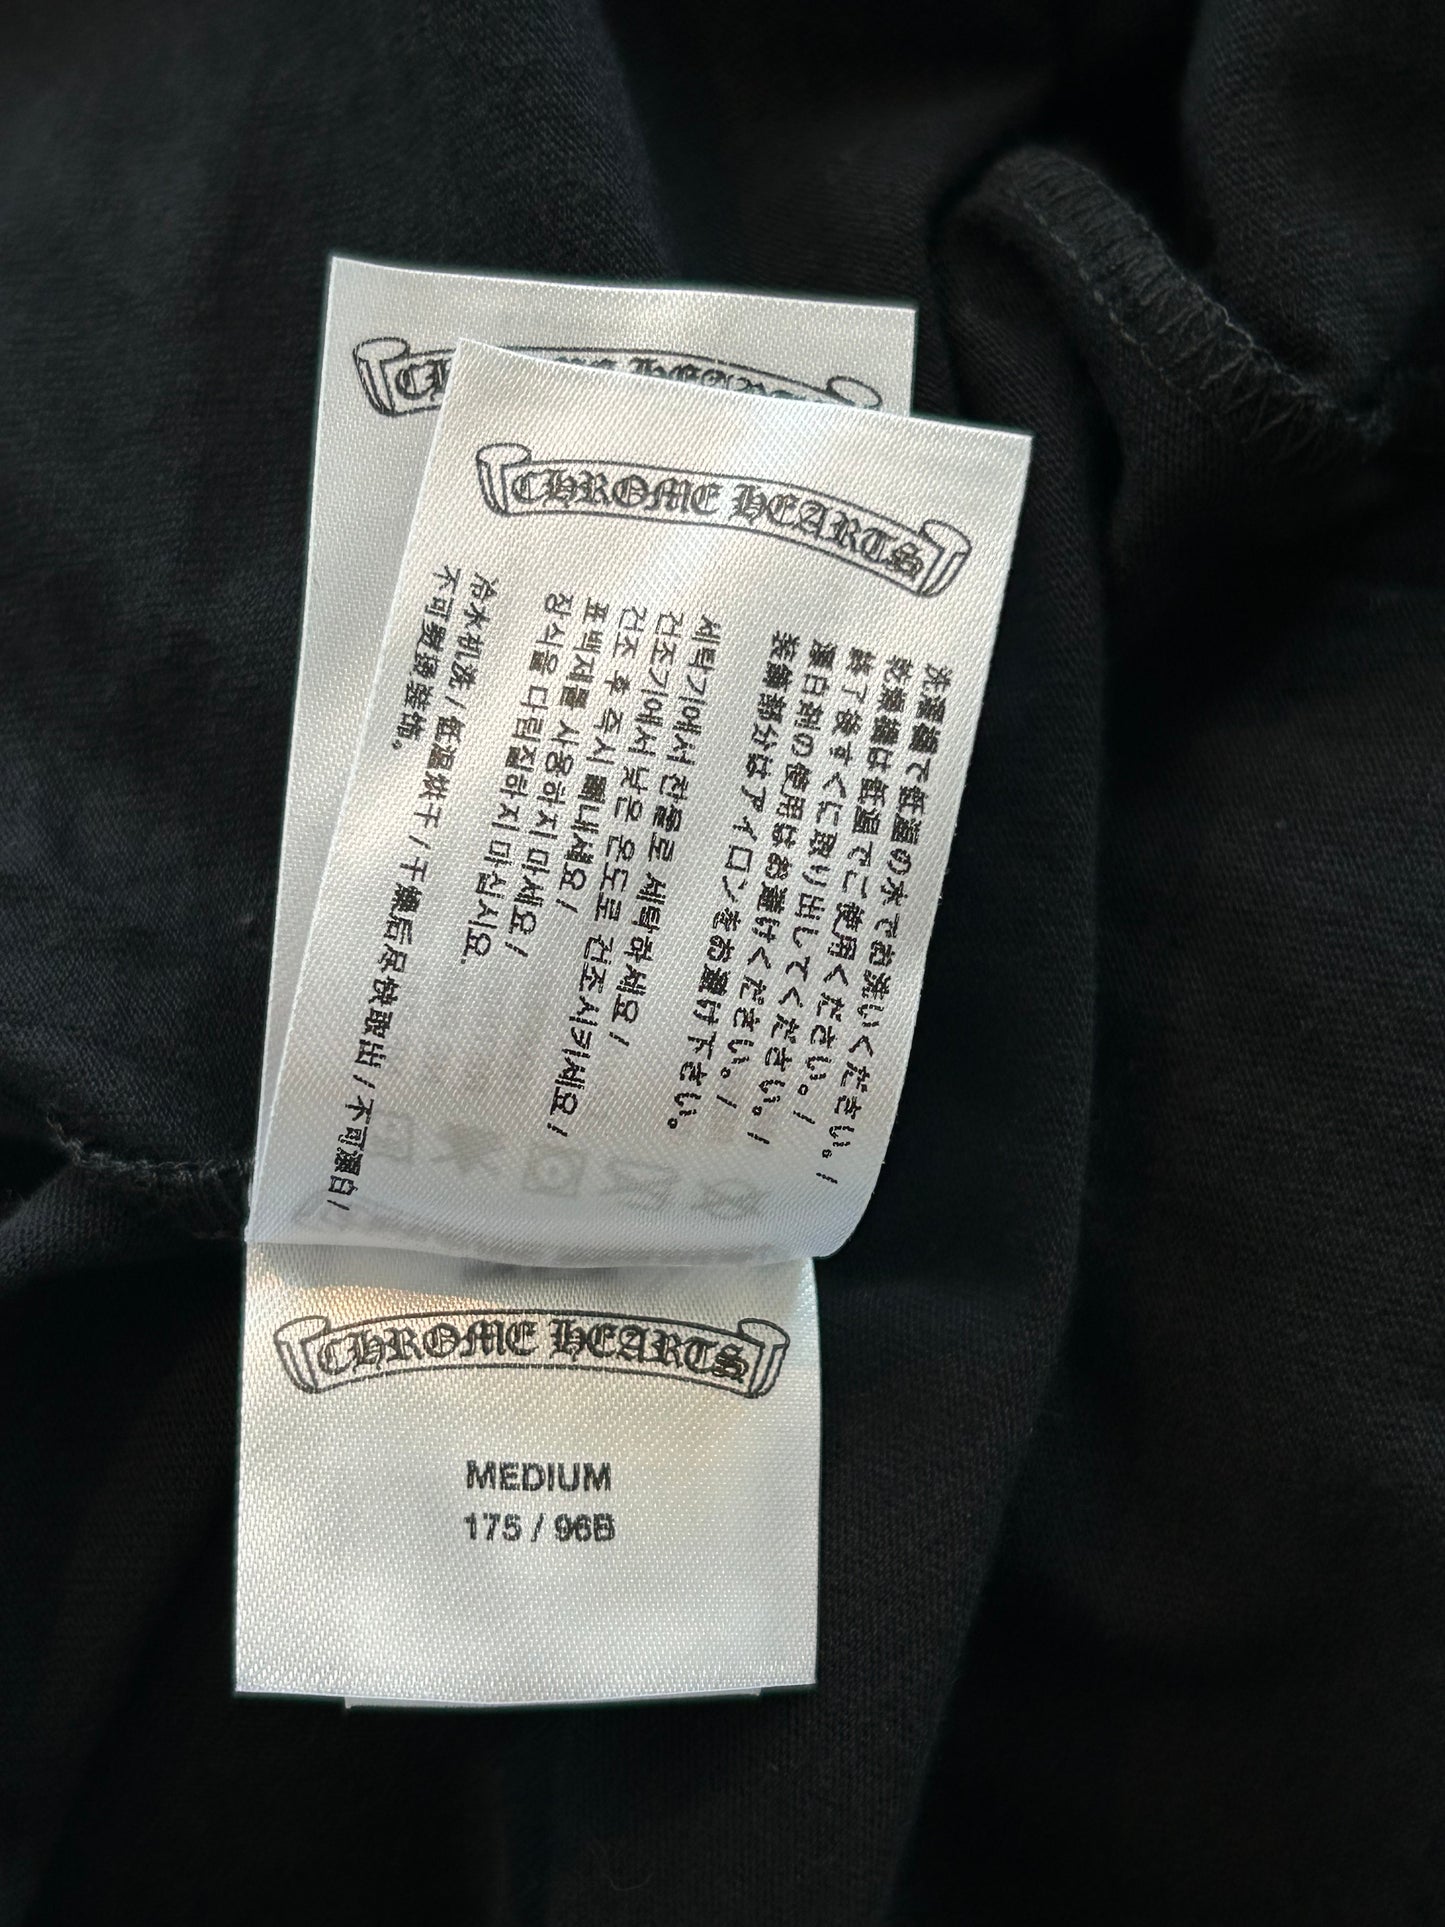 CHROME HEARTS
洗濯機で低温の水でお洗いください。/
乾燥機は低温でご使用ください。/
終了後すぐに取り出してください。/
漂白剤の使用はお避けください。/
装飾部分はアイロンをお避け下さい。
세탁기에서 찬물로 세탁하세요/
건조기에서 낮은 온도로 건조시키세요/
건조 후 즉시 꺼내세요/
표백제를 사용하지 마세요/
장식을 다림질하지 마십시오.
冷水机洗 / 低温烘干 / 干燥后尽快取出 / 不可漂白 /
不可熨烫装饰。
CHROME HEARTS
MEDIUM
175 / 96B